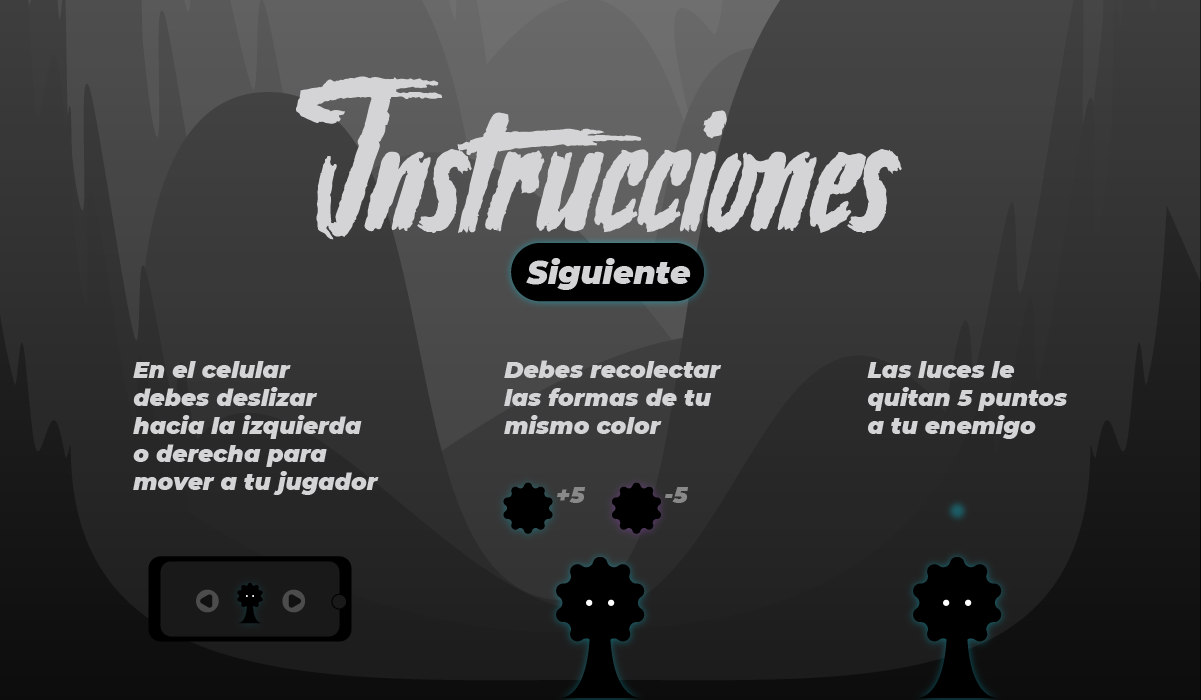 Instrucciones
Siguiente
En el celular
debes deslizar
hacia la izquierda
o derecha para
mover a tu jugador
Debes recolectar
las formas de tu
mismo color
+5
-5
Las luces le
quitan 5 puntos
a tu enemigo